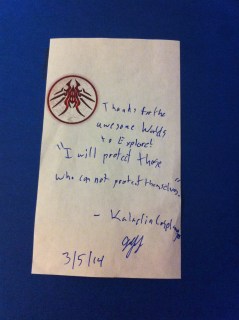 Thanks for the
awesome Worlds
to Explore!
"I will protect those
who can not protect themselves."
-
3/5/14